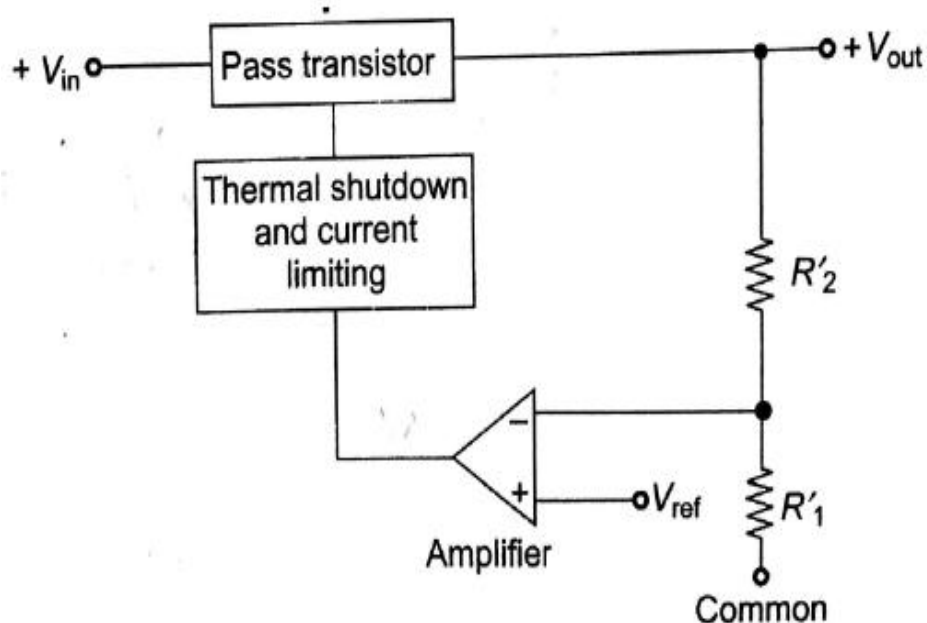 + V_in
Pass transistor
+ V_out
Thermal shutdown
and current
limiting
R′_2
−
+
V_ref
R′_1
Amplifier
Common